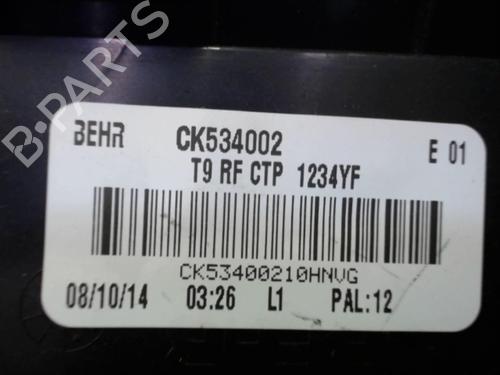 B-PARTS
BEHR CK534002 E 01
T9 RF CTP 1234YF
CK53400210HNVG
08/10/14 03:26 L1 PAL:12